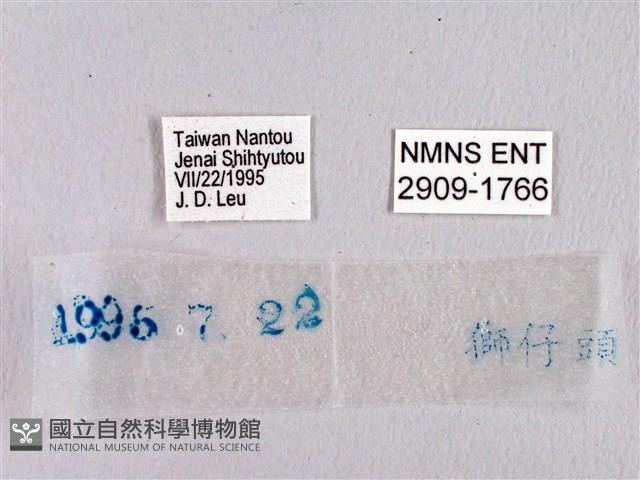 Taiwan Nantou
Jenai Shihtyutou
VII/22/1995
J. D. Leu
NMNS ENT
2909-1766
1995 7. 22
獅仔頭
國立自然科學博物館
NATIONAL MUSEUM OF NATURAL SCIENCE